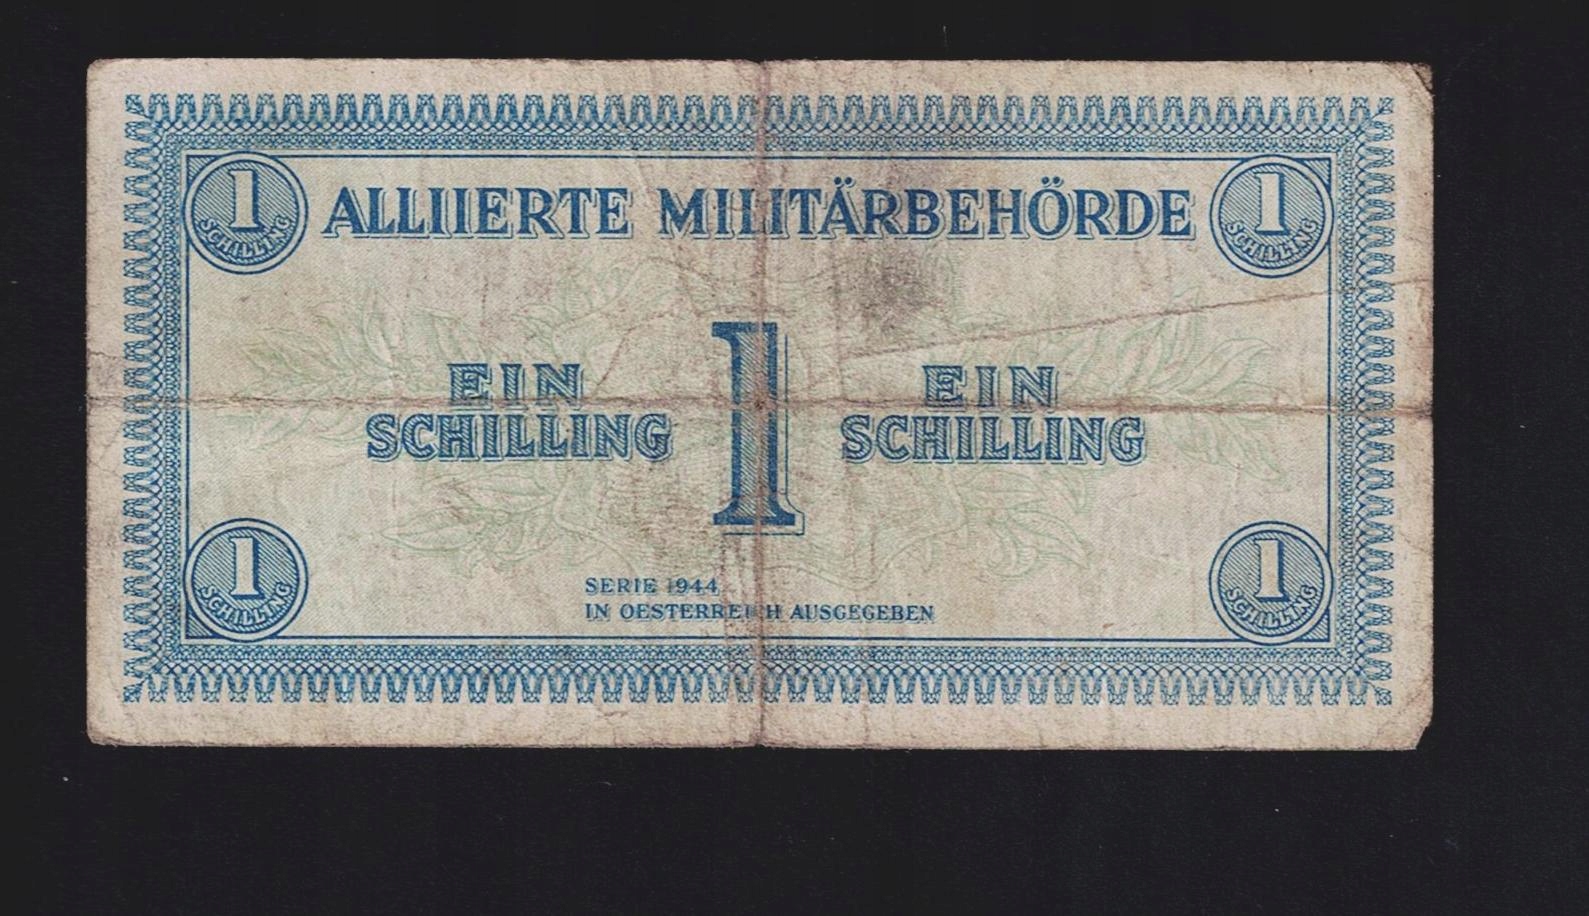 1 SCHILLING
ALLIIERTE MILITÄRBEHÖRDE
1 SCHILLING
EIN SCHILLING
1
EIN SCHILLING
1 SCHILLING
SERIE 1944
IN OESTERREICH AUSGEGEBEN
1 SCHILLING